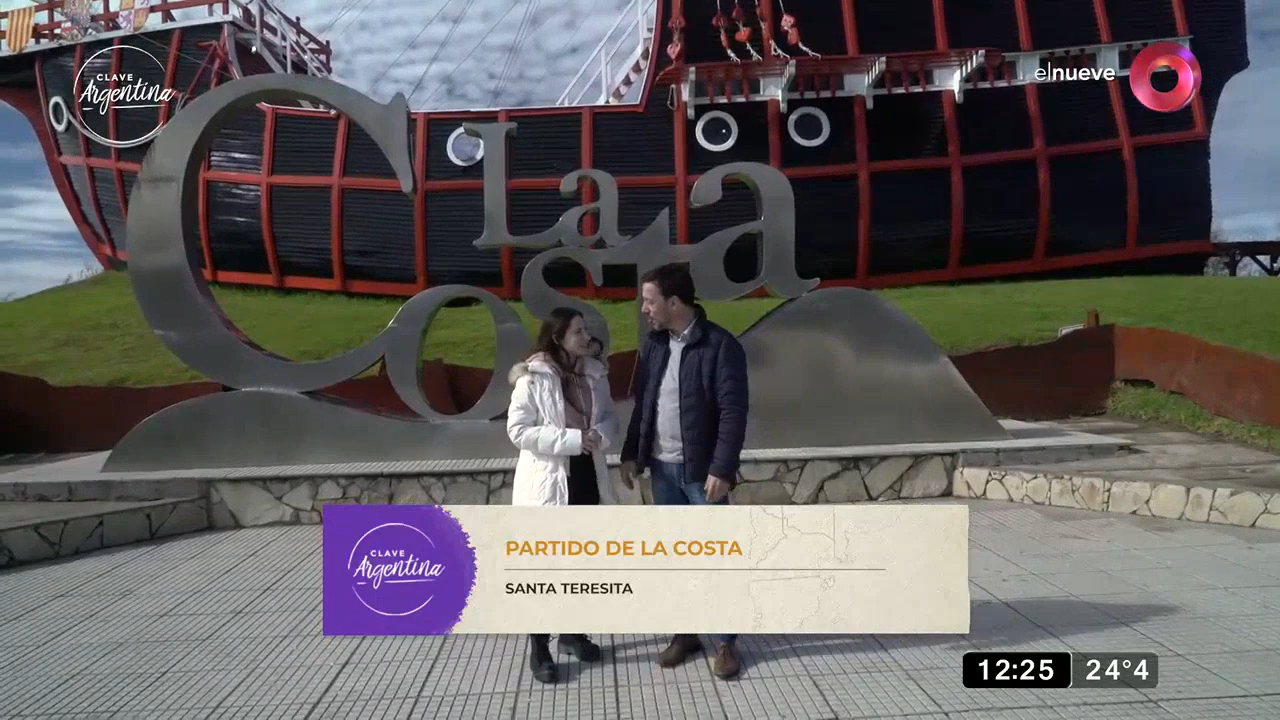 CLAVE
Argentina
elnueve
La
Costa
CLAVE
Argentina
PARTIDO DE LA COSTA
SANTA TERESITA
12:25 24°4